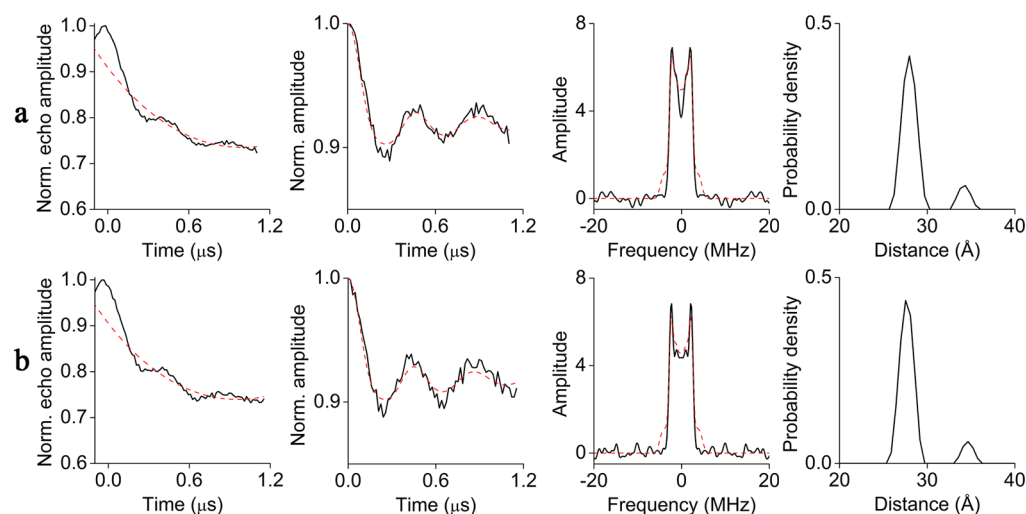 a
1.0
0.9
0.8
0.7
0.6
Norm. echo amplitude
0.0 0.6 1.2
Time (μs)
1.0
0.9
Norm. amplitude
0.0 0.6 1.2
Time (μs)
8
4
0
Amplitude
-20 -10 0 10 20
Frequency (MHz)
0.5
0.0
Probability density
20 30 40
Distance (Å)
b
1.0
0.9
0.8
0.7
0.6
Norm. echo amplitude
0.0 0.6 1.2
Time (μs)
1.0
0.9
Norm. amplitude
0.0 0.6 1.2
Time (μs)
8
4
0
Amplitude
-20 -10 0 10 20
Frequency (MHz)
0.5
0.0
Probability density
20 30 40
Distance (Å)